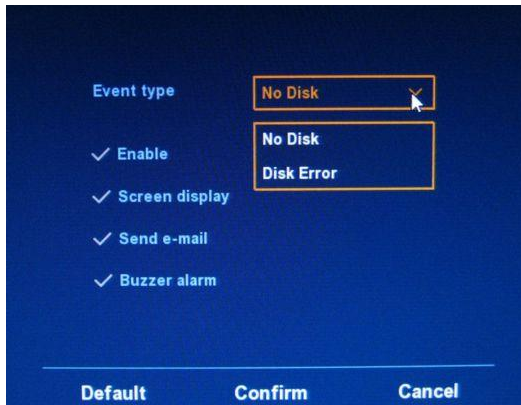 Event type No Disk
No Disk
Disk Error
Enable
Screen display
Send e-mail
Buzzer alarm
Default Confirm Cancel